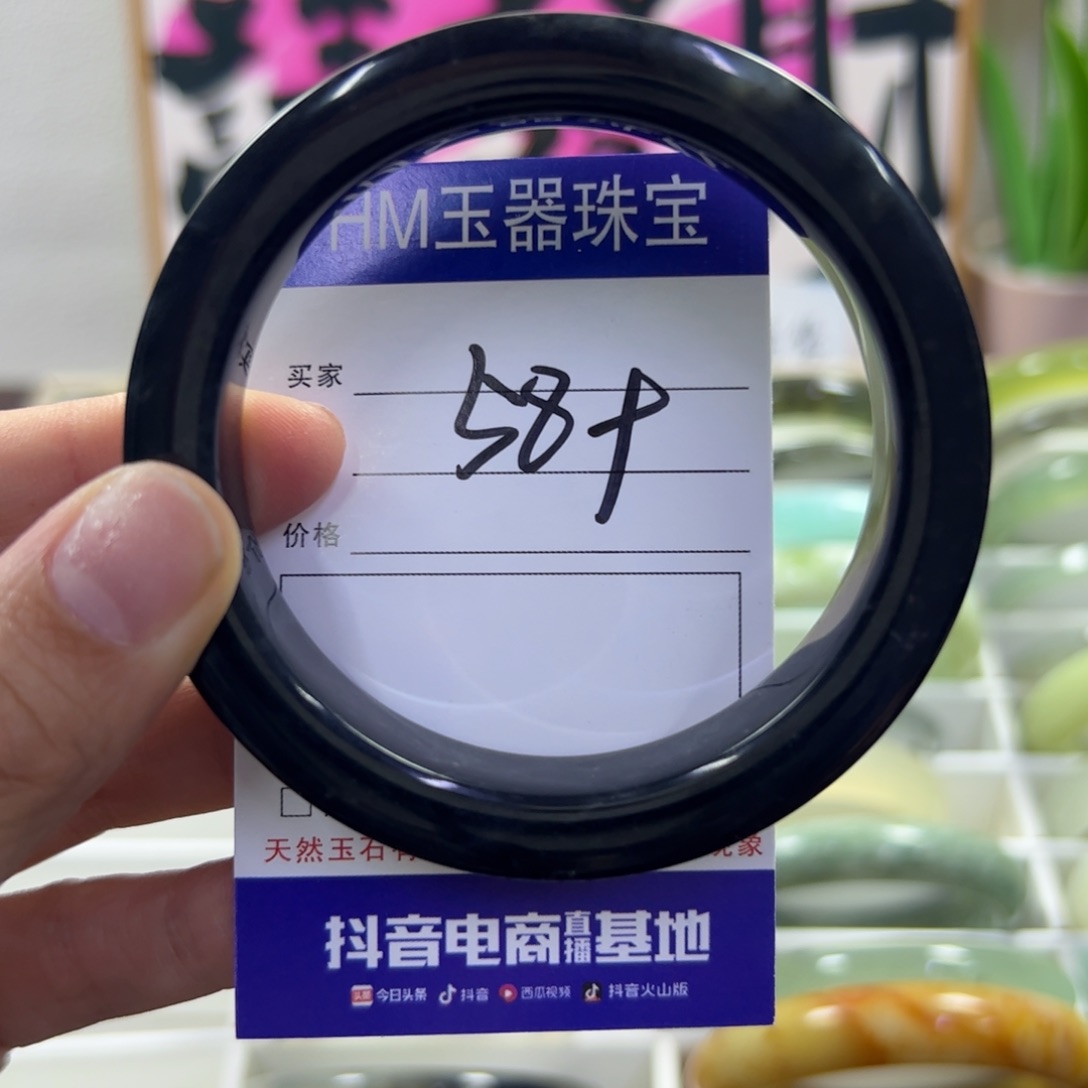 HM玉器珠宝
买家
58+
价格
天然玉石
抖音电商直播基地
今日头条 抖音 西瓜视频 抖音火山版